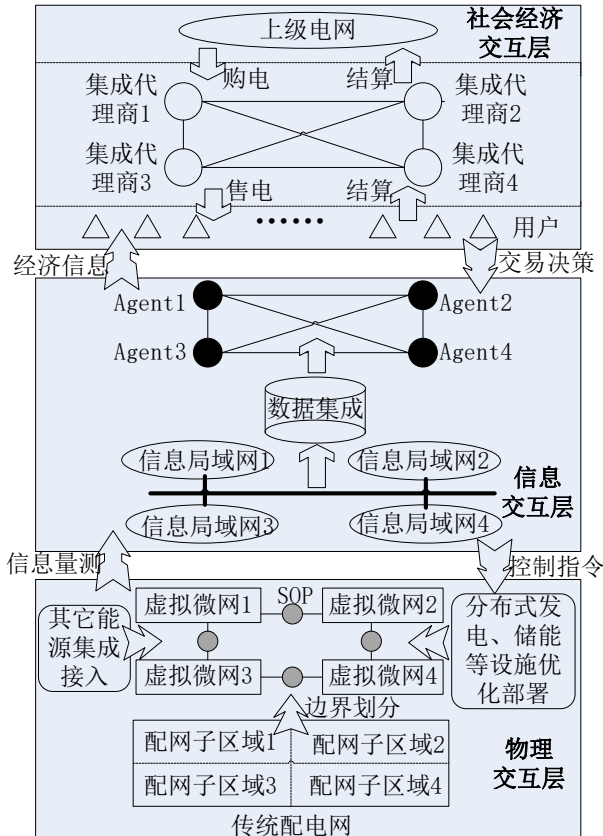 社会经济
交互层
上级电网
购电
结算
集成代
理商1
集成代
理商2
集成代
理商3
集成代
理商4
售电
结算
......
用户
经济信息
交易决策
Agent1
Agent2
Agent3
Agent4
数据集成
信息局域网1
信息局域网2
信息局域网3
信息局域网4
信息
交互层
信息量测
控制指令
其它能
源集成
接入
虚拟微网1
SOP
虚拟微网2
虚拟微网3
虚拟微网4
分布式发
电、储能
等设施优
化部署
边界划分
配网子区域1
配网子区域2
配网子区域3
配网子区域4
物理
交互层
传统配电网